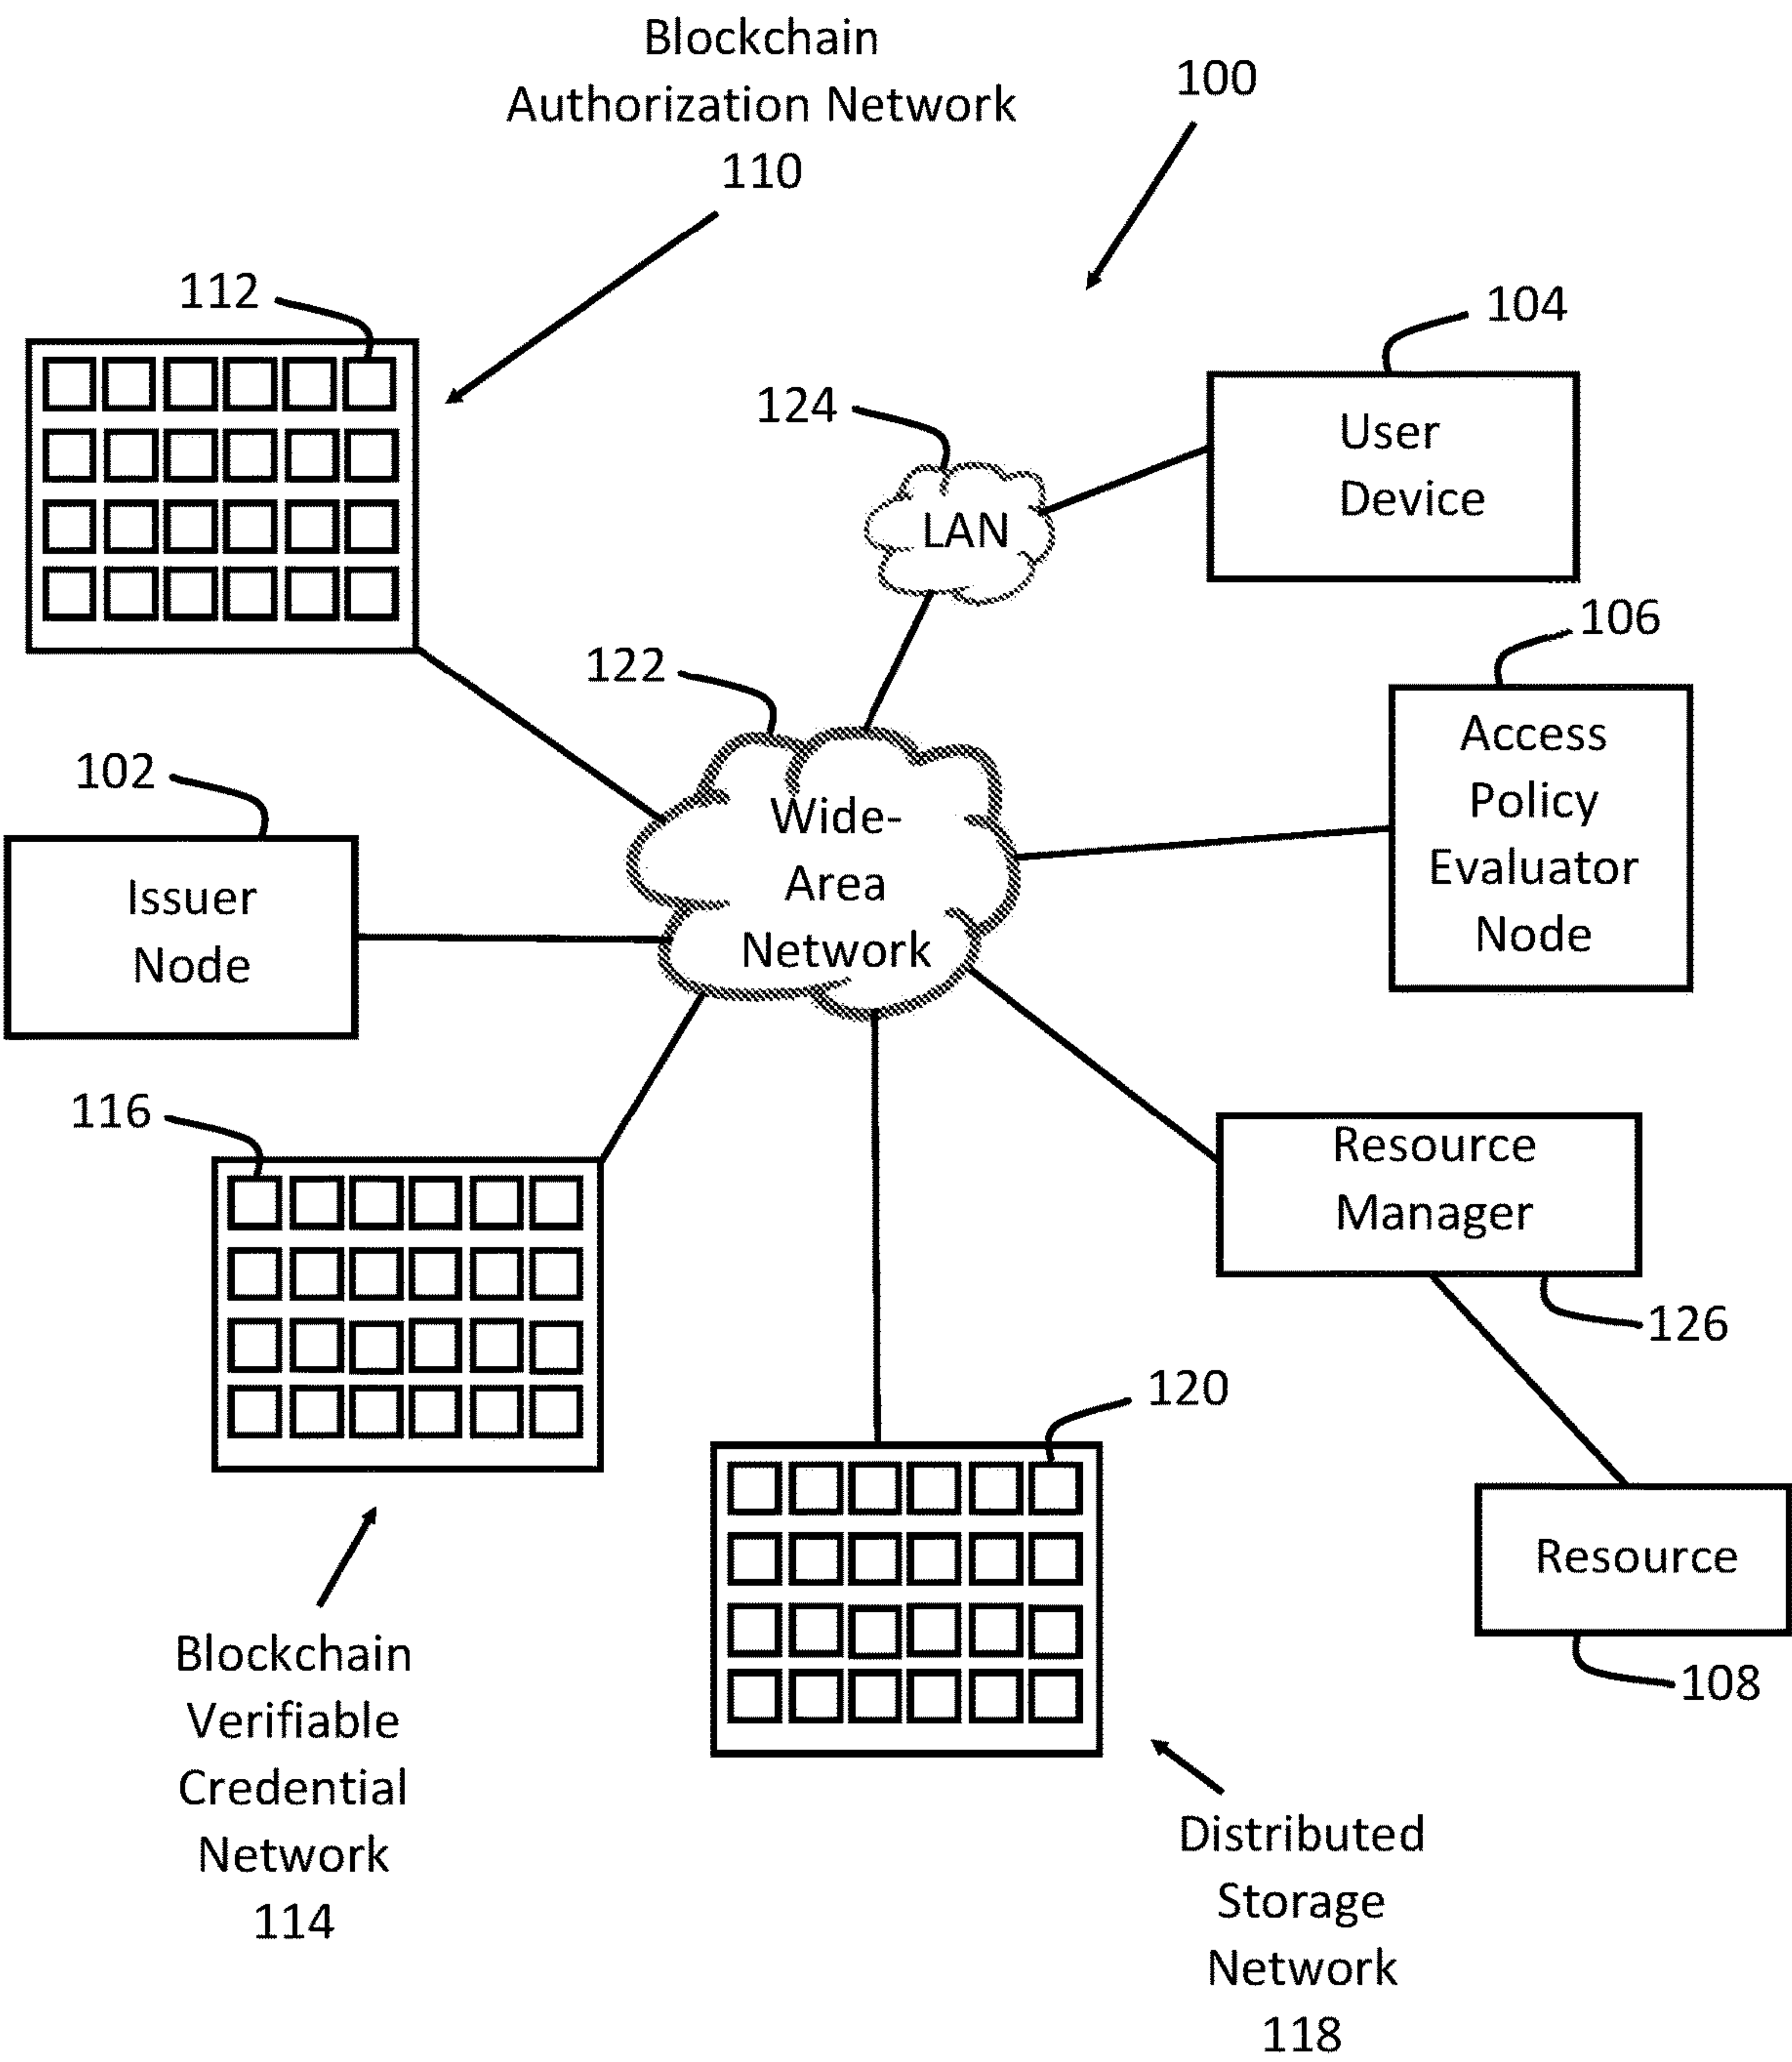 Blockchain
Authorization Network
110
100
112
104
124
User
Device
LAN
106
122
Access
Policy
Evaluator
Node
102
Wide-
Area
Network
Issuer
Node
116
Resource
Manager
126
120
Resource
108
Blockchain
Verifiable
Credential
Network
114
Distributed
Storage
Network
118